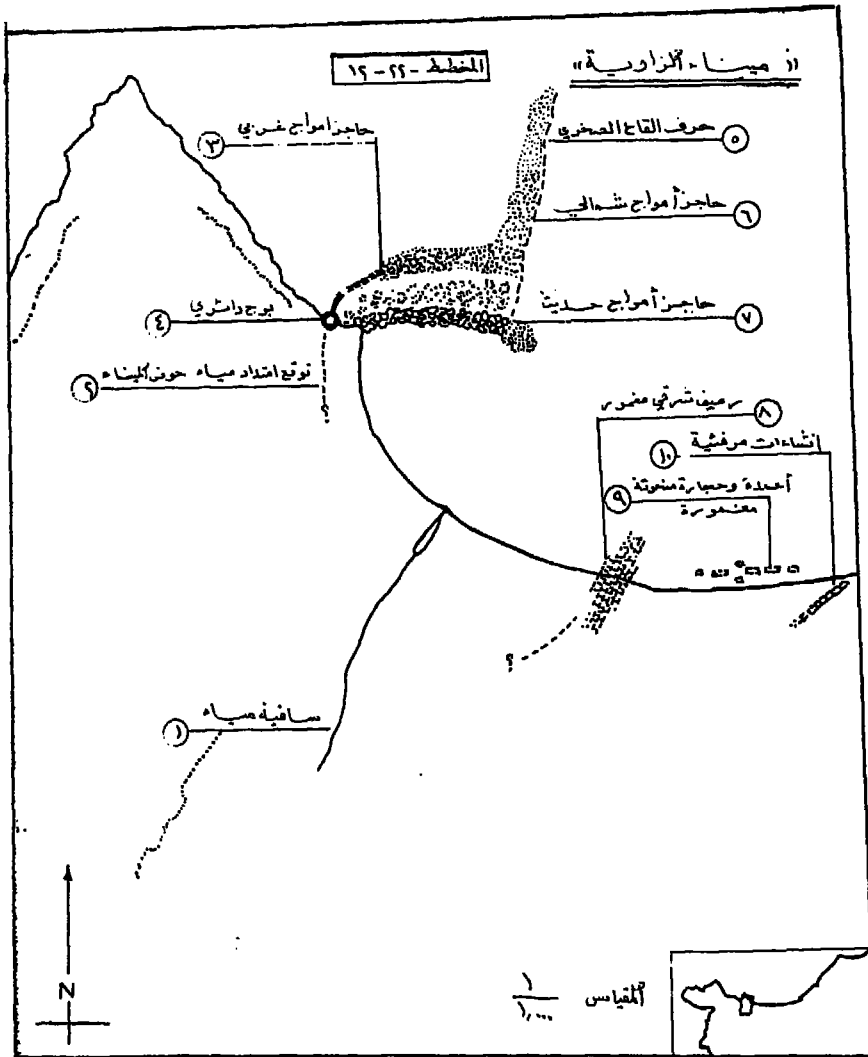 "ميناء الزاوية"
المخطط -٢٢-١٢
حاجز امواج غربي ٣
حرف القاع الصخري ٥
حاجز أمواج شمالي ٦
برج دائري ٤
حاجز أمواج حديث ٧
توقع امتداد مياه حوض الميناء ٢
؟
رصيف شرقي مغمور ٨
إنشاءات مرفئية ١٠
أعمدة وحجارة منحوتة ٩
مغمورة
؟
ساقية مياه ١
N
المقياس ١/١,٠٠٠